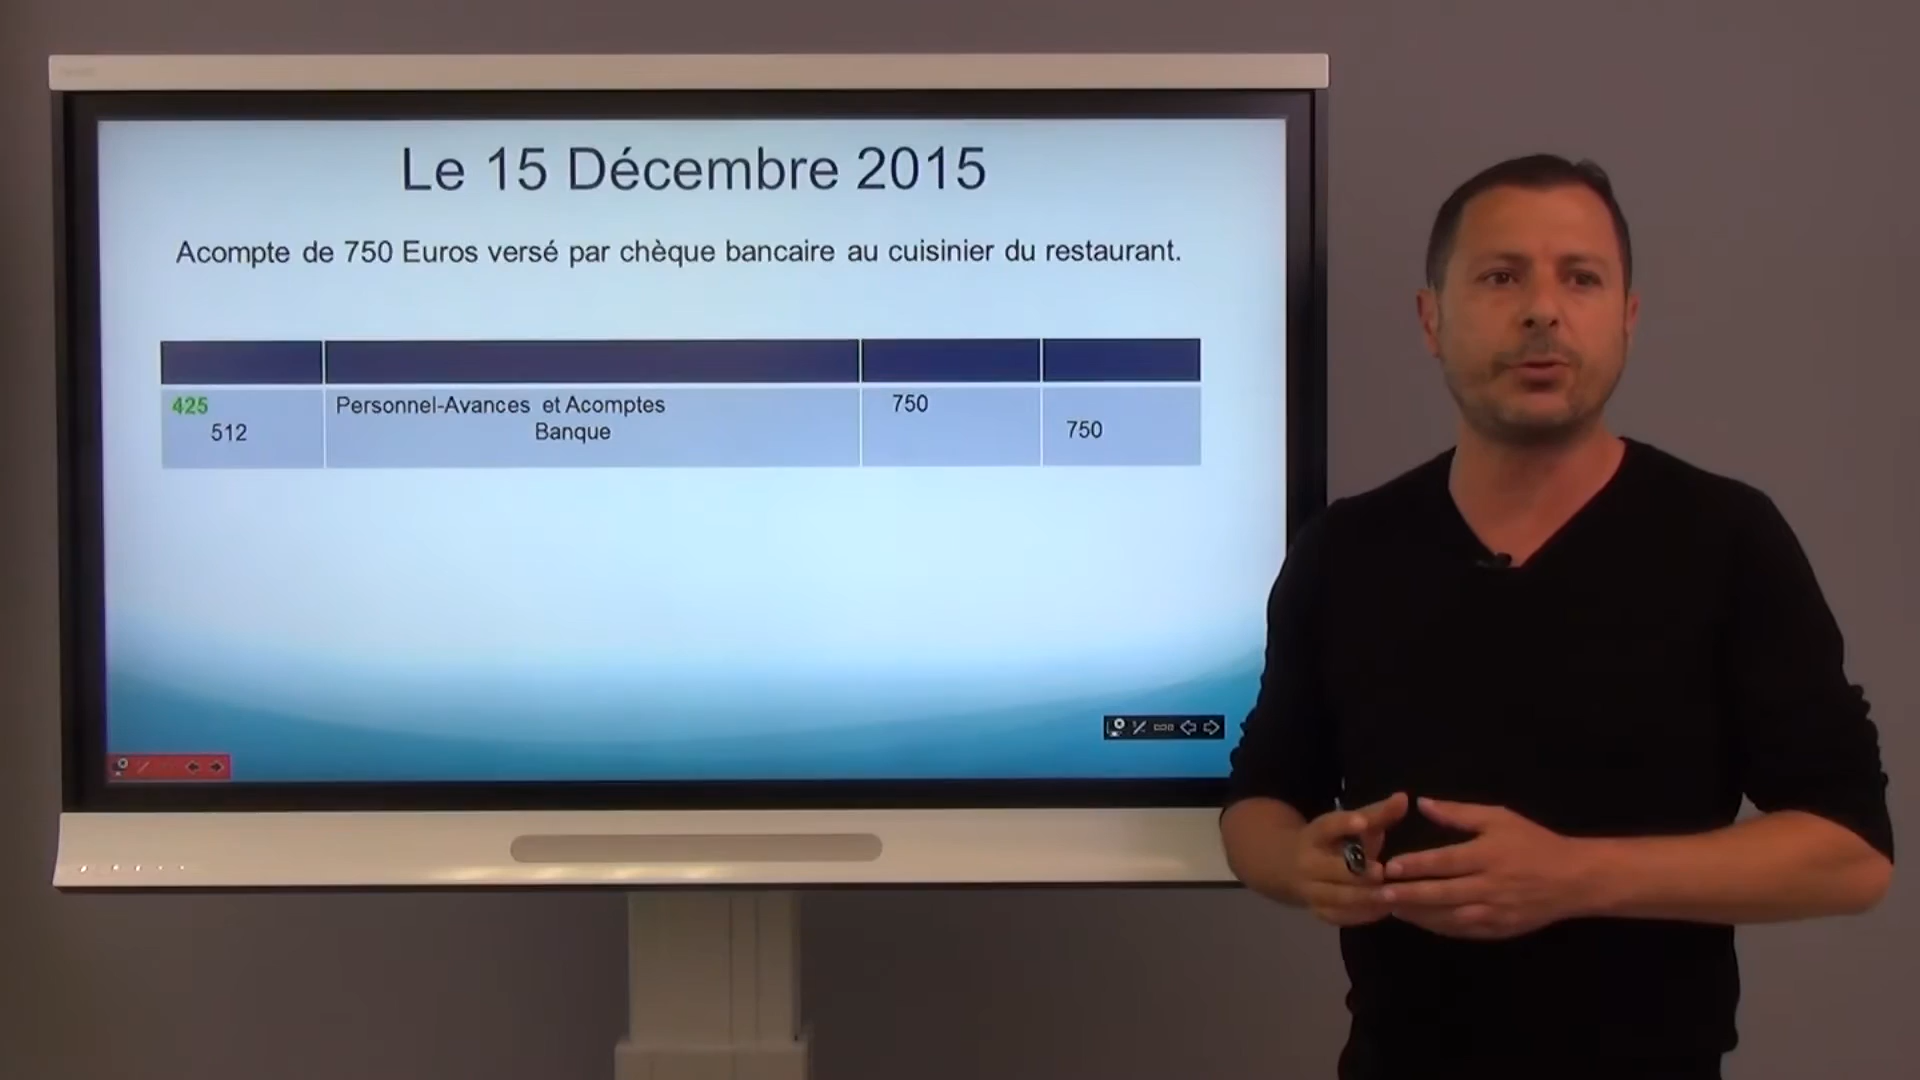 Le 15 Décembre 2015
Acompte de 750 Euros versé par chèque bancaire au cuisinier du restaurant.
425 Personnel-Avances et Acomptes 750
512 Banque 750